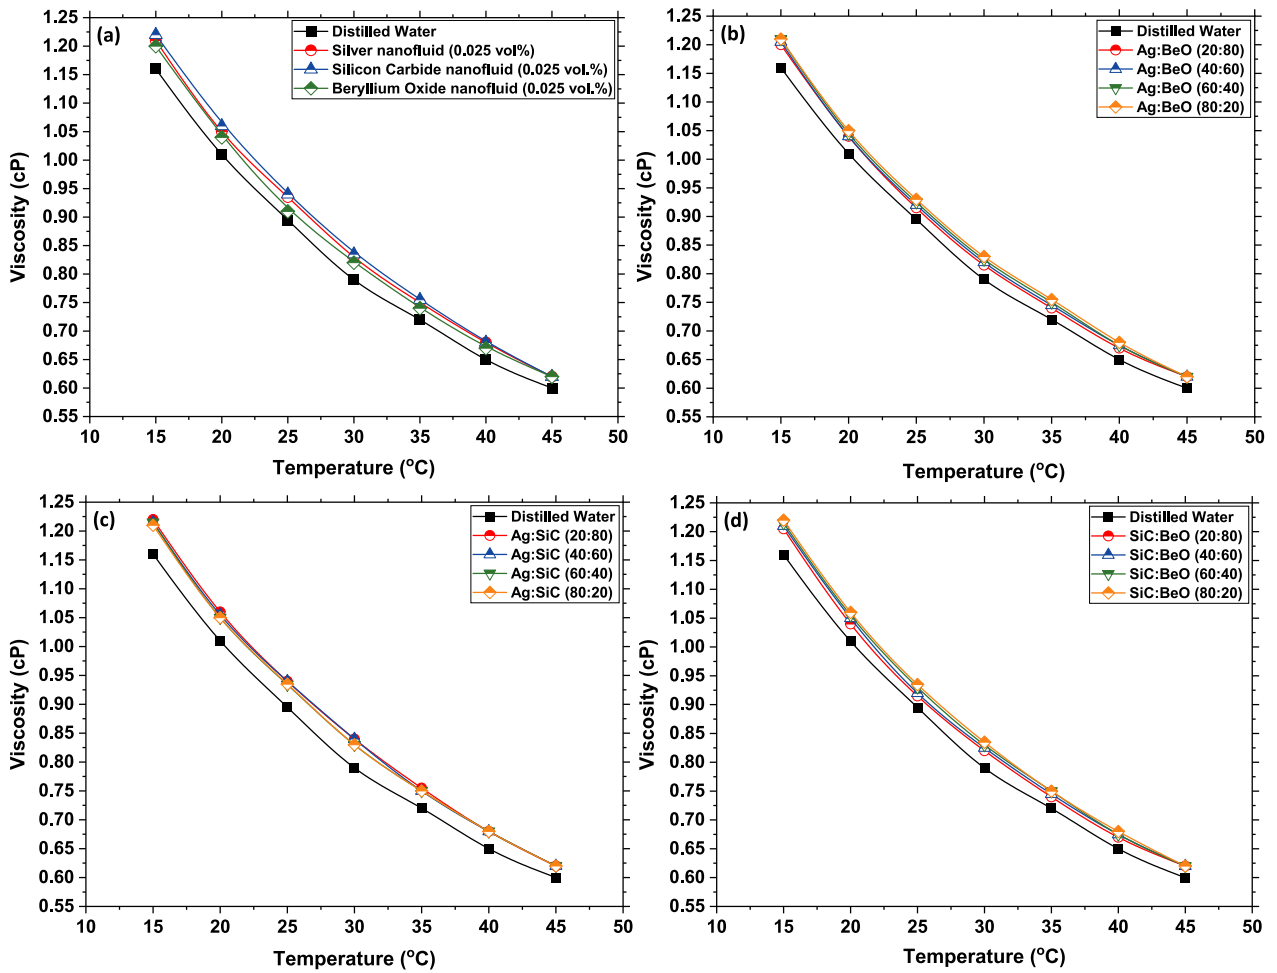 (a)
Distilled Water
Silver nanofluid (0.025 vol%)
Silicon Carbide nanofluid (0.025 vol.%)
Beryllium Oxide nanofluid (0.025 vol.%)
1.25
1.20
1.15
1.10
1.05
1.00
0.95
0.90
0.85
0.80
0.75
0.70
0.65
0.60
0.55
Viscosity (cP)
10 15 20 25 30 35 40 45 50
Temperature (°C)
(b)
Distilled Water
Ag:BeO (20:80)
Ag:BeO (40:60)
Ag:BeO (60:40)
Ag:BeO (80:20)
1.25
1.20
1.15
1.10
1.05
1.00
0.95
0.90
0.85
0.80
0.75
0.70
0.65
0.60
0.55
Viscosity (cP)
10 15 20 25 30 35 40 45 50
Temperature (°C)
(c)
Distilled Water
Ag:SiC (20:80)
Ag:SiC (40:60)
Ag:SiC (60:40)
Ag:SiC (80:20)
1.25
1.20
1.15
1.10
1.05
1.00
0.95
0.90
0.85
0.80
0.75
0.70
0.65
0.60
0.55
Viscosity (cP)
10 15 20 25 30 35 40 45 50
Temperature (°C)
(d)
Distilled Water
SiC:BeO (20:80)
SiC:BeO (40:60)
SiC:BeO (60:40)
SiC:BeO (80:20)
1.25
1.20
1.15
1.10
1.05
1.00
0.95
0.90
0.85
0.80
0.75
0.70
0.65
0.60
0.55
Viscosity (cP)
10 15 20 25 30 35 40 45 50
Temperature (°C)